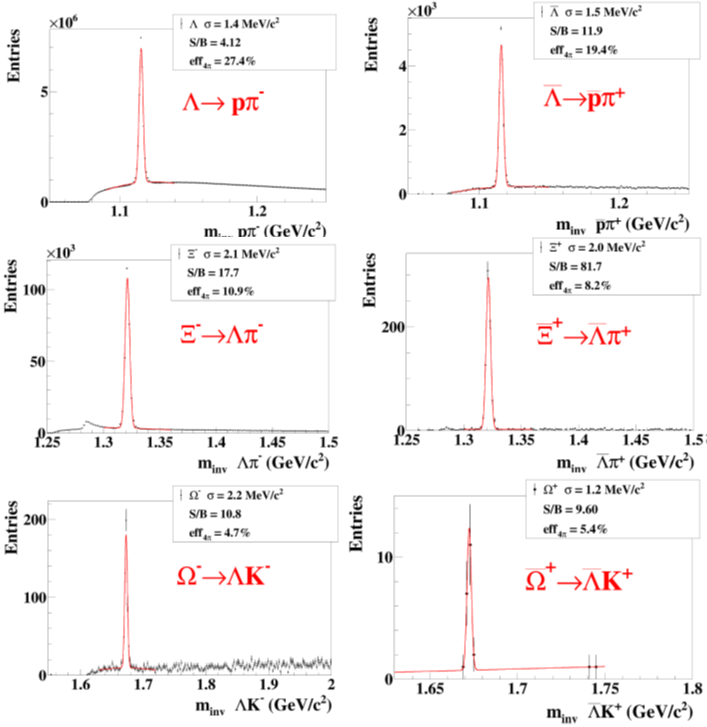 ×10⁶
Λ σ = 1.4 MeV/c²
S/B = 4.12
eff₄π = 27.4%
Λ → pπ⁻
Entries
5
0
1.1
1.2
pπ⁻ (GeV/c²)
×10³
Λ̅ σ = 1.5 MeV/c²
S/B = 11.9
eff₄π = 19.4%
Λ̅ → p̅π⁺
Entries
4
2
0
1.1
1.2
m_inv p̅π⁺ (GeV/c²)
×10³
Ξ⁻ σ = 2.1 MeV/c²
S/B = 17.7
eff₄π = 10.9%
Ξ⁻→Λπ⁻
Entries
100
50
0
1.25
1.3
1.35
1.4
1.45
1.5
m_inv Λπ⁻ (GeV/c²)
Ξ⁺ σ = 2.0 MeV/c²
S/B = 81.7
eff₄π = 8.2%
Ξ̅⁺→Λ̅π⁺
Entries
200
0
1.25
1.3
1.35
1.4
1.45
1.5
m_inv Λ̅π⁺ (GeV/c²)
Ω⁻ σ = 2.2 MeV/c²
S/B = 10.8
eff₄π = 4.7%
Ω⁻→ΛK⁻
Entries
200
100
0
1.6
1.7
1.8
1.9
2
m_inv ΛK⁻ (GeV/c²)
Ω⁺ σ = 1.2 MeV/c²
S/B = 9.60
eff₄π = 5.4%
Ω̅⁺→Λ̅K⁺
Entries
10
0
1.65
1.7
1.75
1.8
m_inv Λ̅K⁺ (GeV/c²)